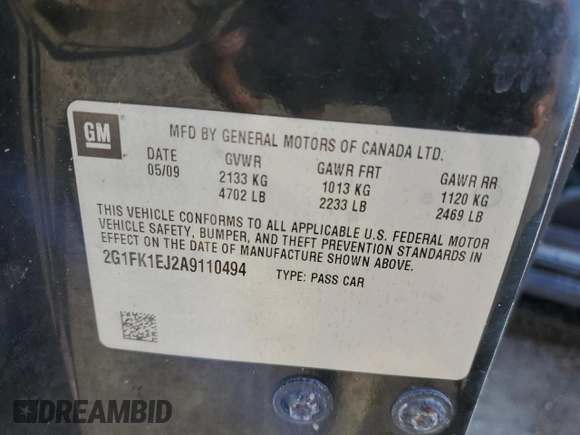 GM
MFD BY GENERAL MOTORS OF CANADA LTD.
DATE GVWR GAWR FRT GAWR RR
05/09 2133 KG 1013 KG 1120 KG
4702 LB 2233 LB 2469 LB
THIS VEHICLE CONFORMS TO ALL APPLICABLE U.S. FEDERAL MOTOR
VEHICLE SAFETY, BUMPER, AND THEFT PREVENTION STANDARDS IN
EFFECT ON THE DATE OF MANUFACTURE SHOWN ABOVE.
2G1FK1EJ2A9110494 TYPE: PASS CAR
DREAMBID